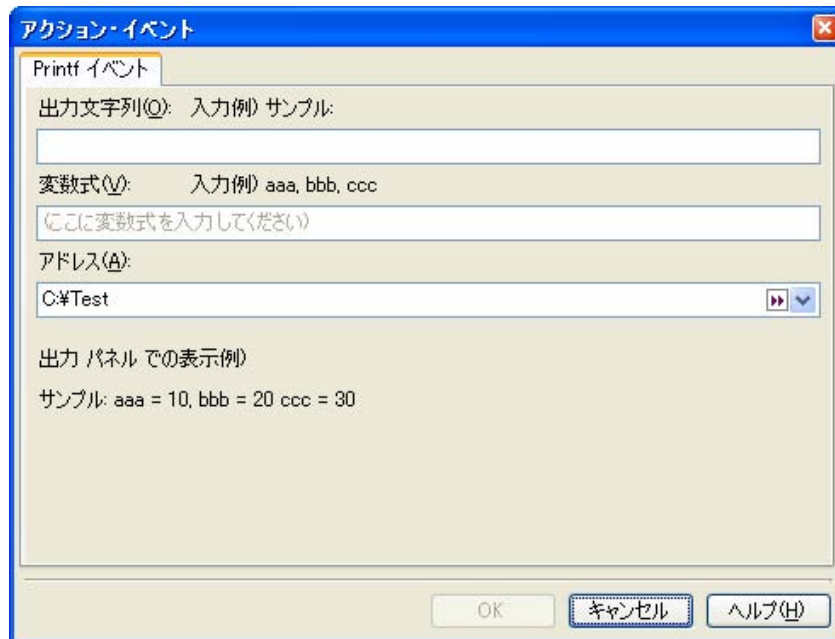 アクション・イベント
Printf イベント
出力文字列(O): 入力例) サンプル:
変数式(V): 入力例) aaa, bbb, ccc
(ここに変数式を入力してください)
アドレス(A):
C:¥Test
出力 パネル での表示例)
サンプル: aaa = 10, bbb = 20 ccc = 30
OK キャンセル ヘルプ(H)